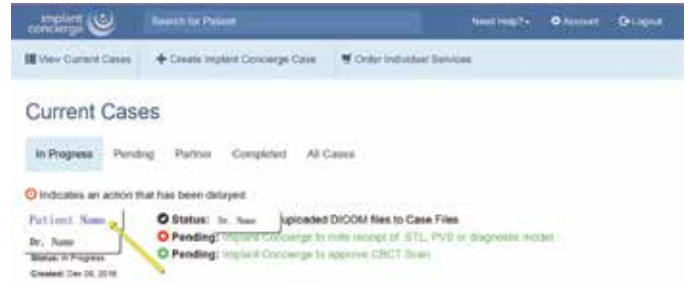 implant concierge
Search for Patient
Need Help?
Account
Logout
View Current Cases
Create Implant Concierge Case
Order Individual Services
Current Cases
In Progress
Pending
Partner
Completed
All Cases
Indicates an action that has been delayed
Patient Name
Dr. Name
Status: In Progress
Created: Dec 08, 2016
Status: Dr. Name uploaded DICOM files to Case Files
Pending: Implant Concierge to note receipt of STL, PVS or diagnostic model
Pending: Implant Concierge to approve CBCT Scan